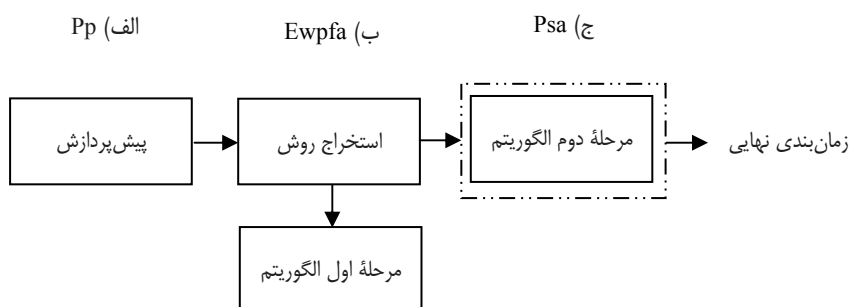 الف) Pp
ب) Ewpfa
ج) Psa
پیش‌پردازش
استخراج روش
مرحلهٔ دوم الگوریتم
زمان‌بندی نهایی
مرحلهٔ اول الگوریتم